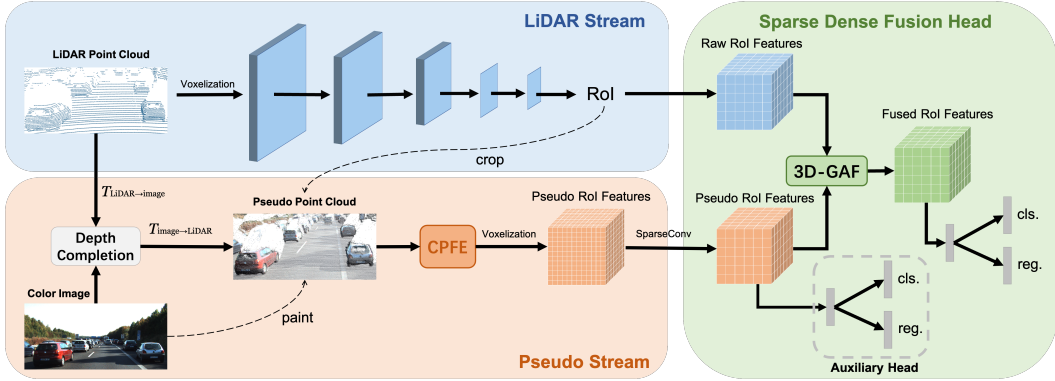 LiDAR Stream
LiDAR Point Cloud
Voxelization
RoI
crop
T LiDAR→image
Pseudo Point Cloud
Depth
Completion
T image→LiDAR
CPFE
Voxelization
Pseudo RoI Features
SparseConv
Color Image
paint
Pseudo Stream
Sparse Dense Fusion Head
Raw RoI Features
Fused RoI Features
3D-GAF
Pseudo RoI Features
cls.
reg.
cls.
reg.
Auxiliary Head